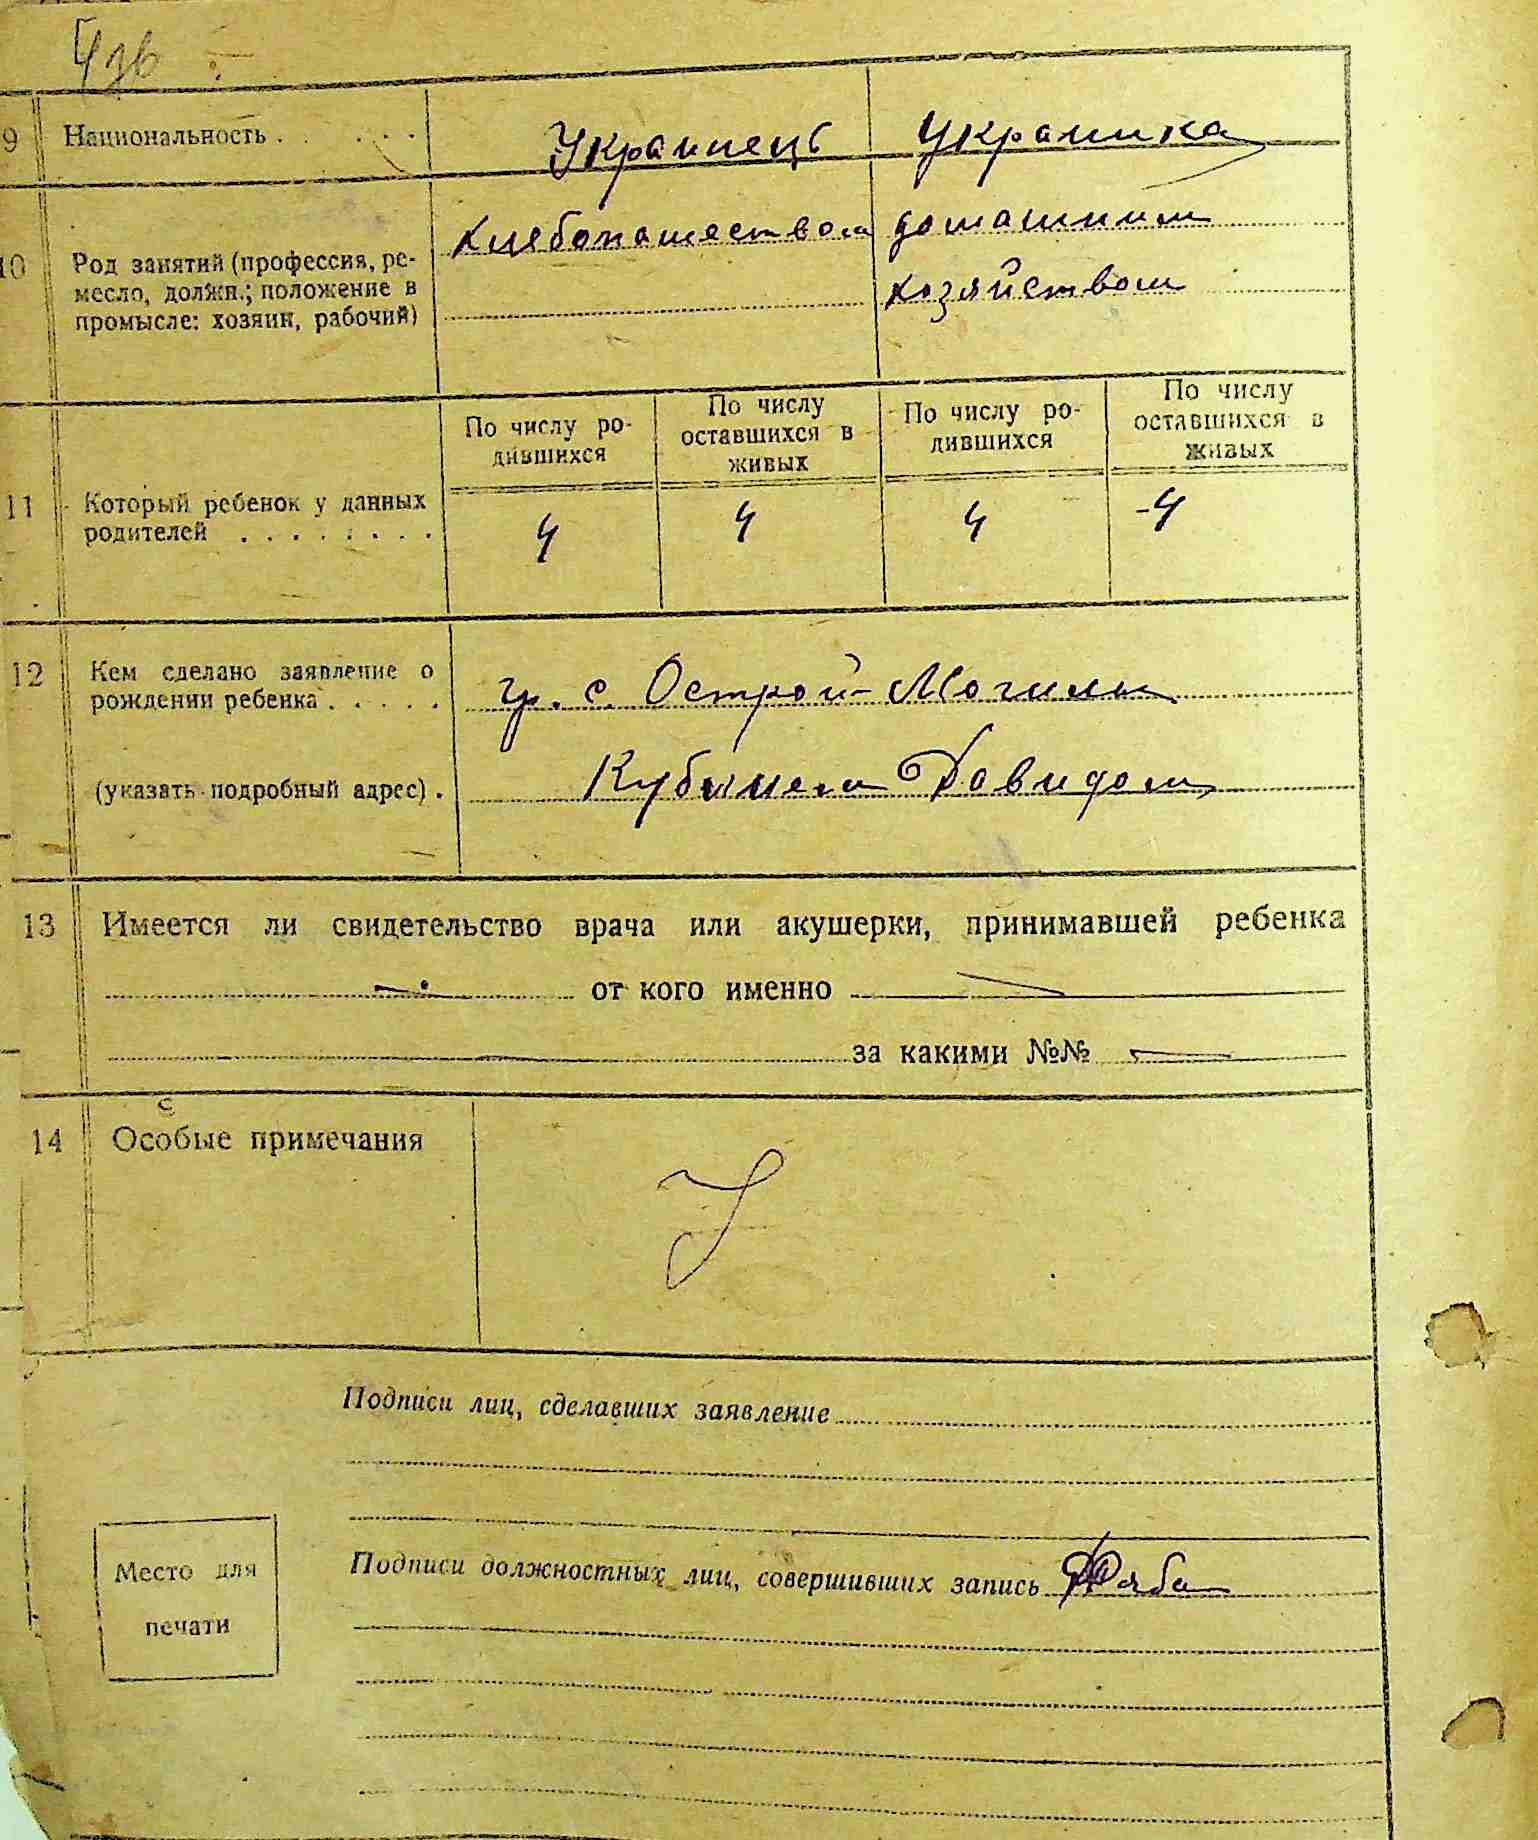 9 Национальность . . . . . Украинець Украинка
Хлебопашеством домашним
10 Род занятий (профессия, ре-
месло, должн.; положение в хозяйством
промысле: хозяин, рабочий)
По числу ро-
дившихся
По числу
оставшихся в
живых
По числу ро-
дившихся
По числу
оставшихся в
живых
11 Который ребенок у данных
родителей . . . . . . . . 4 4 4 -4
12 Кем сделано заявление о
рождении ребенка . . . . . гр. с. Острой-Могилы
(указать подробный адрес) . Давидом
13 Имеется ли свидетельство врача или акушерки, принимавшей ребенка
— от кого именно —
за какими №№ —
14 Особые примечания
Подписи лиц, сделавших заявление
Подписи должностных лиц, совершивших запись
Место для
печати